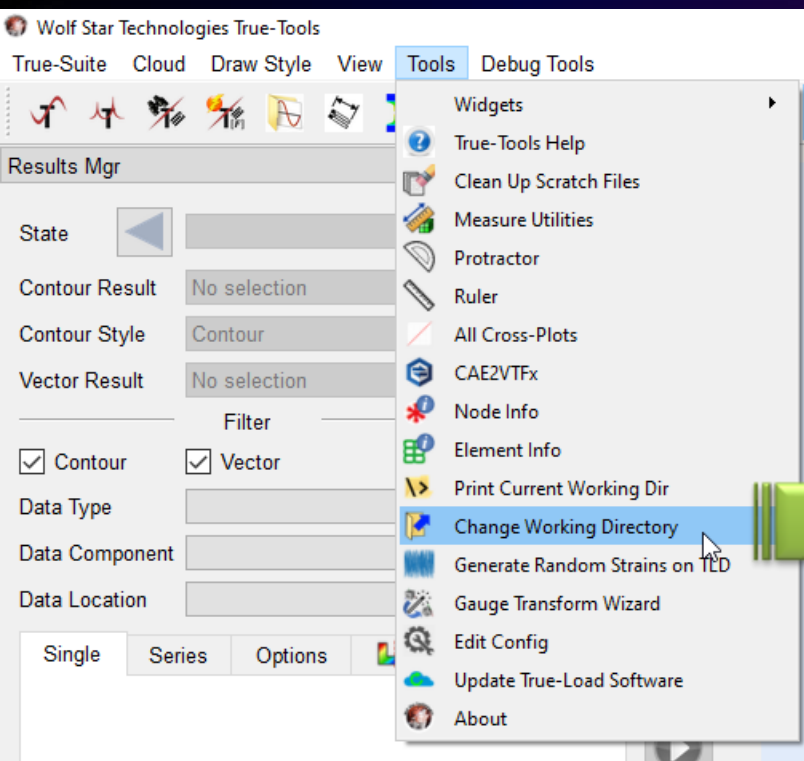 Wolf Star Technologies True-Tools
True-Suite Cloud Draw Style View Tools Debug Tools
Results Mgr
State
Contour Result No selection
Contour Style Contour
Vector Result No selection
Filter
Contour Vector
Data Type
Data Component
Data Location
Single Series Options
Widgets
True-Tools Help
Clean Up Scratch Files
Measure Utilities
Protractor
Ruler
All Cross-Plots
CAE2VTFx
Node Info
Element Info
Print Current Working Dir
Change Working Directory
Generate Random Strains on TLD
Gauge Transform Wizard
Edit Config
Update True-Load Software
About